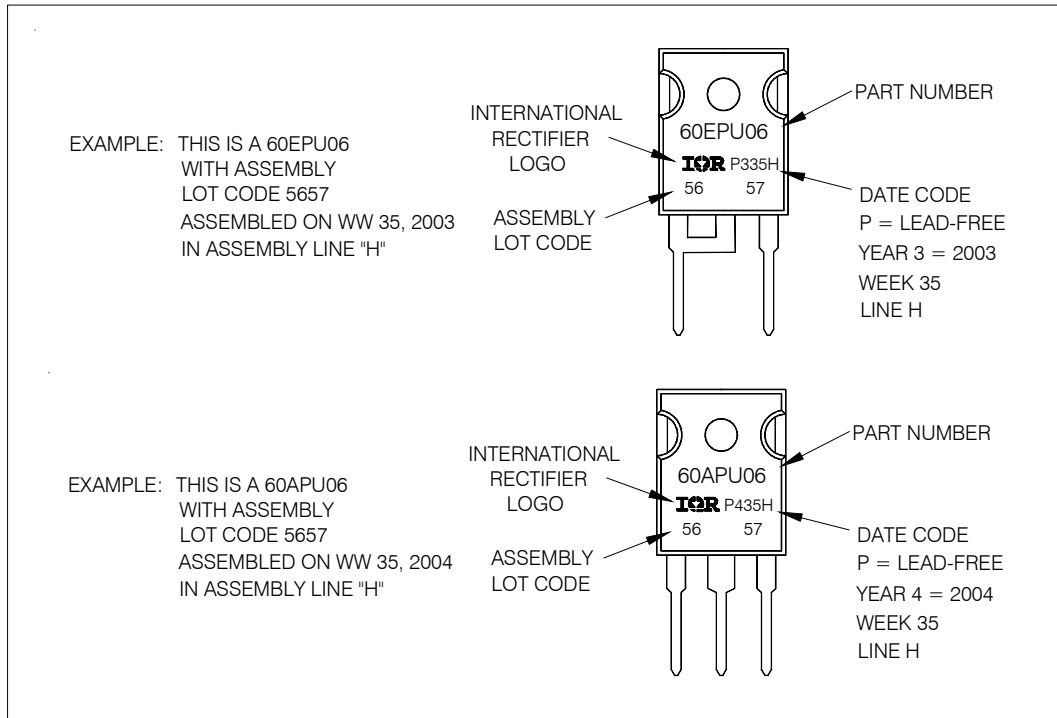 EXAMPLE: THIS IS A 60EPU06
WITH ASSEMBLY
LOT CODE 5657
ASSEMBLED ON WW 35, 2003
IN ASSEMBLY LINE "H"
INTERNATIONAL
RECTIFIER
LOGO
ASSEMBLY
LOT CODE
60EPU06
IOR P335H
56 57
PART NUMBER
DATE CODE
P = LEAD-FREE
YEAR 3 = 2003
WEEK 35
LINE H
EXAMPLE: THIS IS A 60APU06
WITH ASSEMBLY
LOT CODE 5657
ASSEMBLED ON WW 35, 2004
IN ASSEMBLY LINE "H"
INTERNATIONAL
RECTIFIER
LOGO
ASSEMBLY
LOT CODE
60APU06
IOR P435H
56 57
PART NUMBER
DATE CODE
P = LEAD-FREE
YEAR 4 = 2004
WEEK 35
LINE H